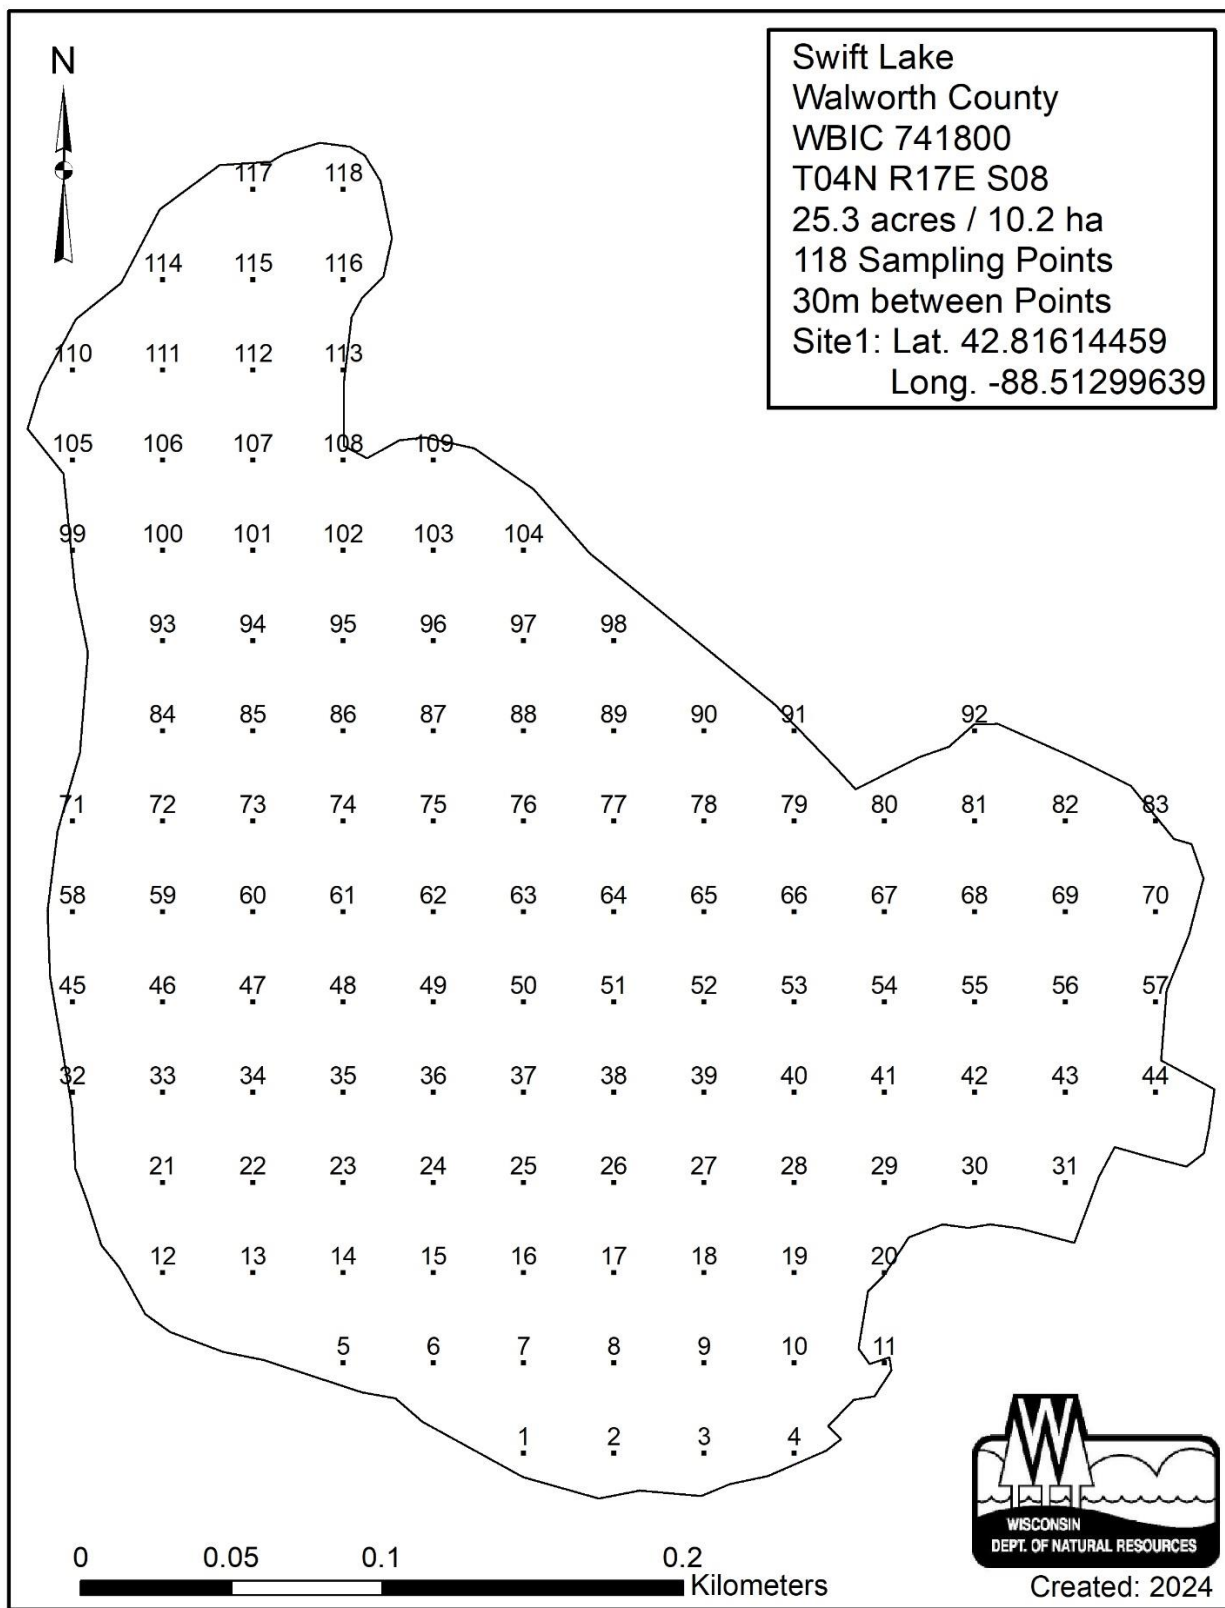 N
Swift Lake
Walworth County
WBIC 741800
T04N R17E S08
25.3 acres / 10.2 ha
118 Sampling Points
30m between Points
Site1: Lat. 42.81614459
Long. -88.51299639
117 118
114 115 116
110 111 112 113
105 106 107 108 109
99 100 101 102 103 104
93 94 95 96 97 98
84 85 86 87 88 89 90 91 92
71 72 73 74 75 76 77 78 79 80 81 82 83
58 59 60 61 62 63 64 65 66 67 68 69 70
45 46 47 48 49 50 51 52 53 54 55 56 57
32 33 34 35 36 37 38 39 40 41 42 43 44
21 22 23 24 25 26 27 28 29 30 31
12 13 14 15 16 17 18 19 20
5 6 7 8 9 10 11
1 2 3 4
W
WISCONSIN
DEPT. OF NATURAL RESOURCES
0 0.05 0.1 0.2
Kilometers
Created: 2024